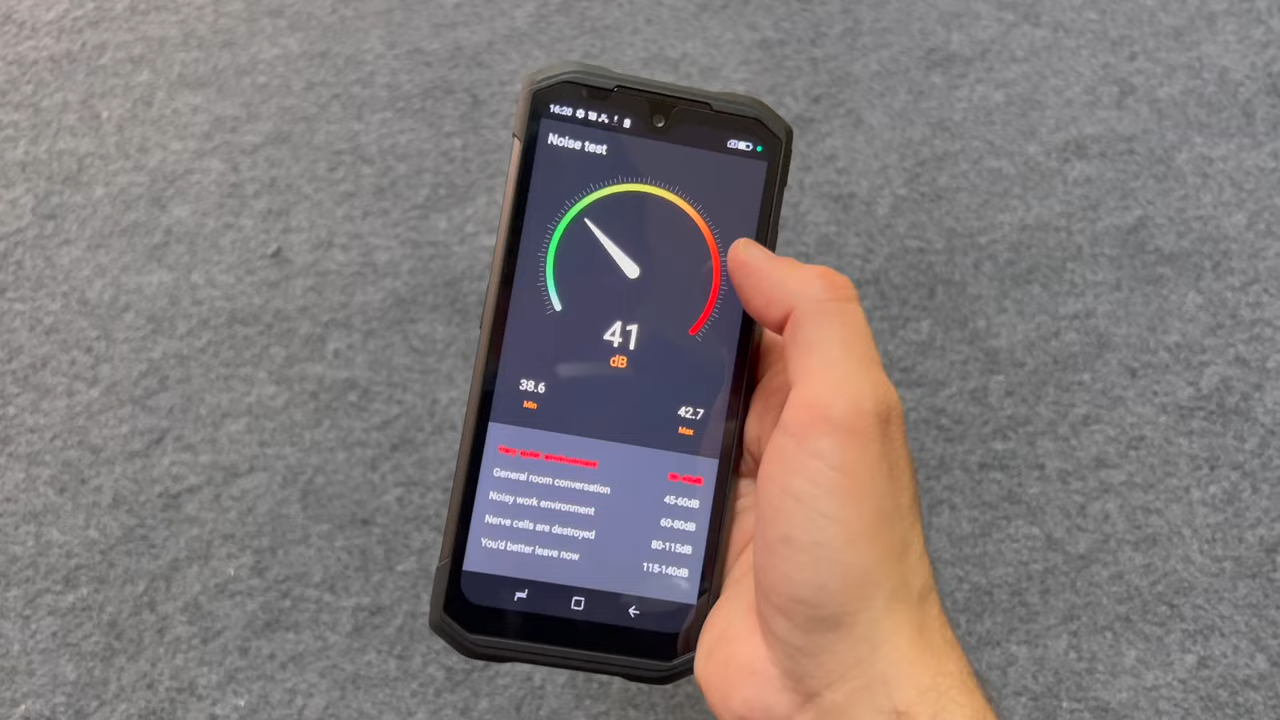 16:20
Noise test
41
dB
38.6
Min
42.7
Max
General room conversation 45-60dB
Noisy work environment 60-80dB
Nerve cells are destroyed 80-115dB
You'd better leave now 115-140dB